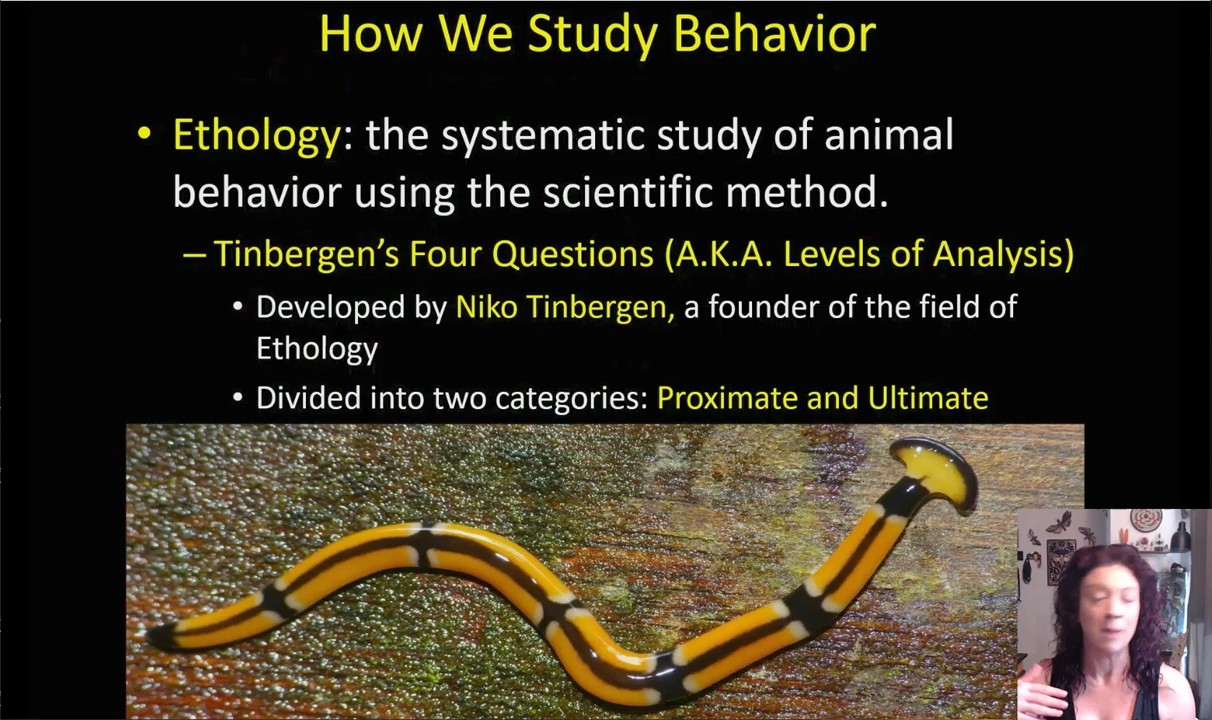 How We Study Behavior
• Ethology: the systematic study of animal
behavior using the scientific method.
– Tinbergen’s Four Questions (A.K.A. Levels of Analysis)
• Developed by Niko Tinbergen, a founder of the field of
Ethology
• Divided into two categories: Proximate and Ultimate